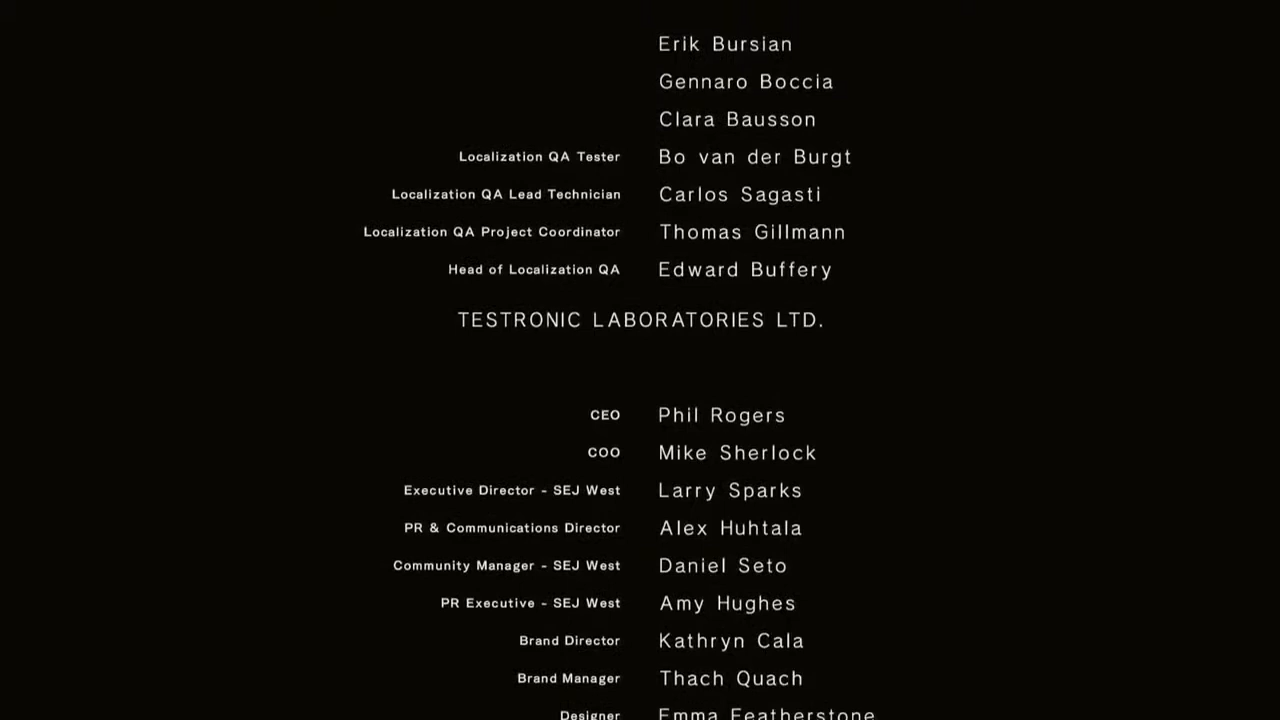 Erik Bursian
Gennaro Boccia
Clara Bausson
Localization QA Tester Bo van der Burgt
Localization QA Lead Technician Carlos Sagasti
Localization QA Project Coordinator Thomas Gillmann
Head of Localization QA Edward Buffery
TESTRONIC LABORATORIES LTD.
CEO Phil Rogers
COO Mike Sherlock
Executive Director - SEJ West Larry Sparks
PR & Communications Director Alex Huhtala
Community Manager - SEJ West Daniel Seto
PR Executive - SEJ West Amy Hughes
Brand Director Kathryn Cala
Brand Manager Thach Quach
Designer Emma Featherstone